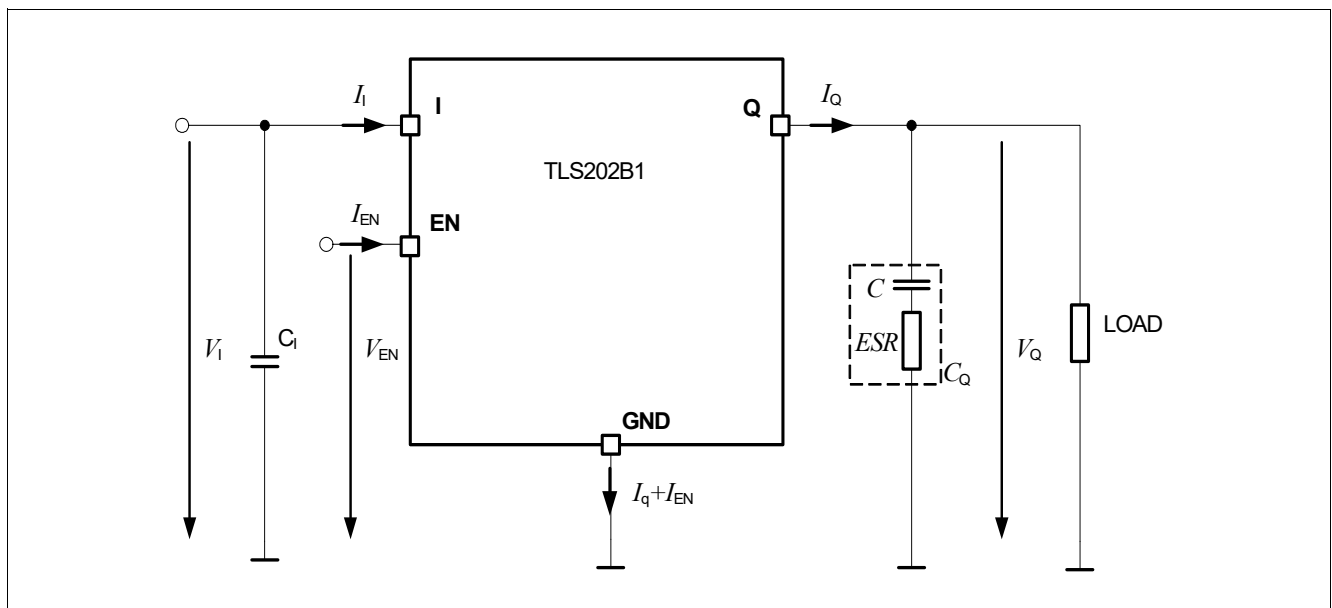 I_I
I
Q
I_Q
TLS202B1
I_EN
EN
C
ESR
C_Q
LOAD
V_I
C_I
V_EN
V_Q
GND
I_q+I_EN